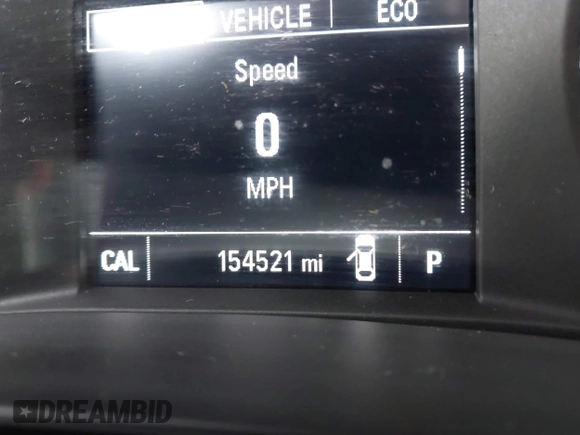 VEHICLE ECO
Speed
0
MPH
CAL 154521 mi P
DREAMBID